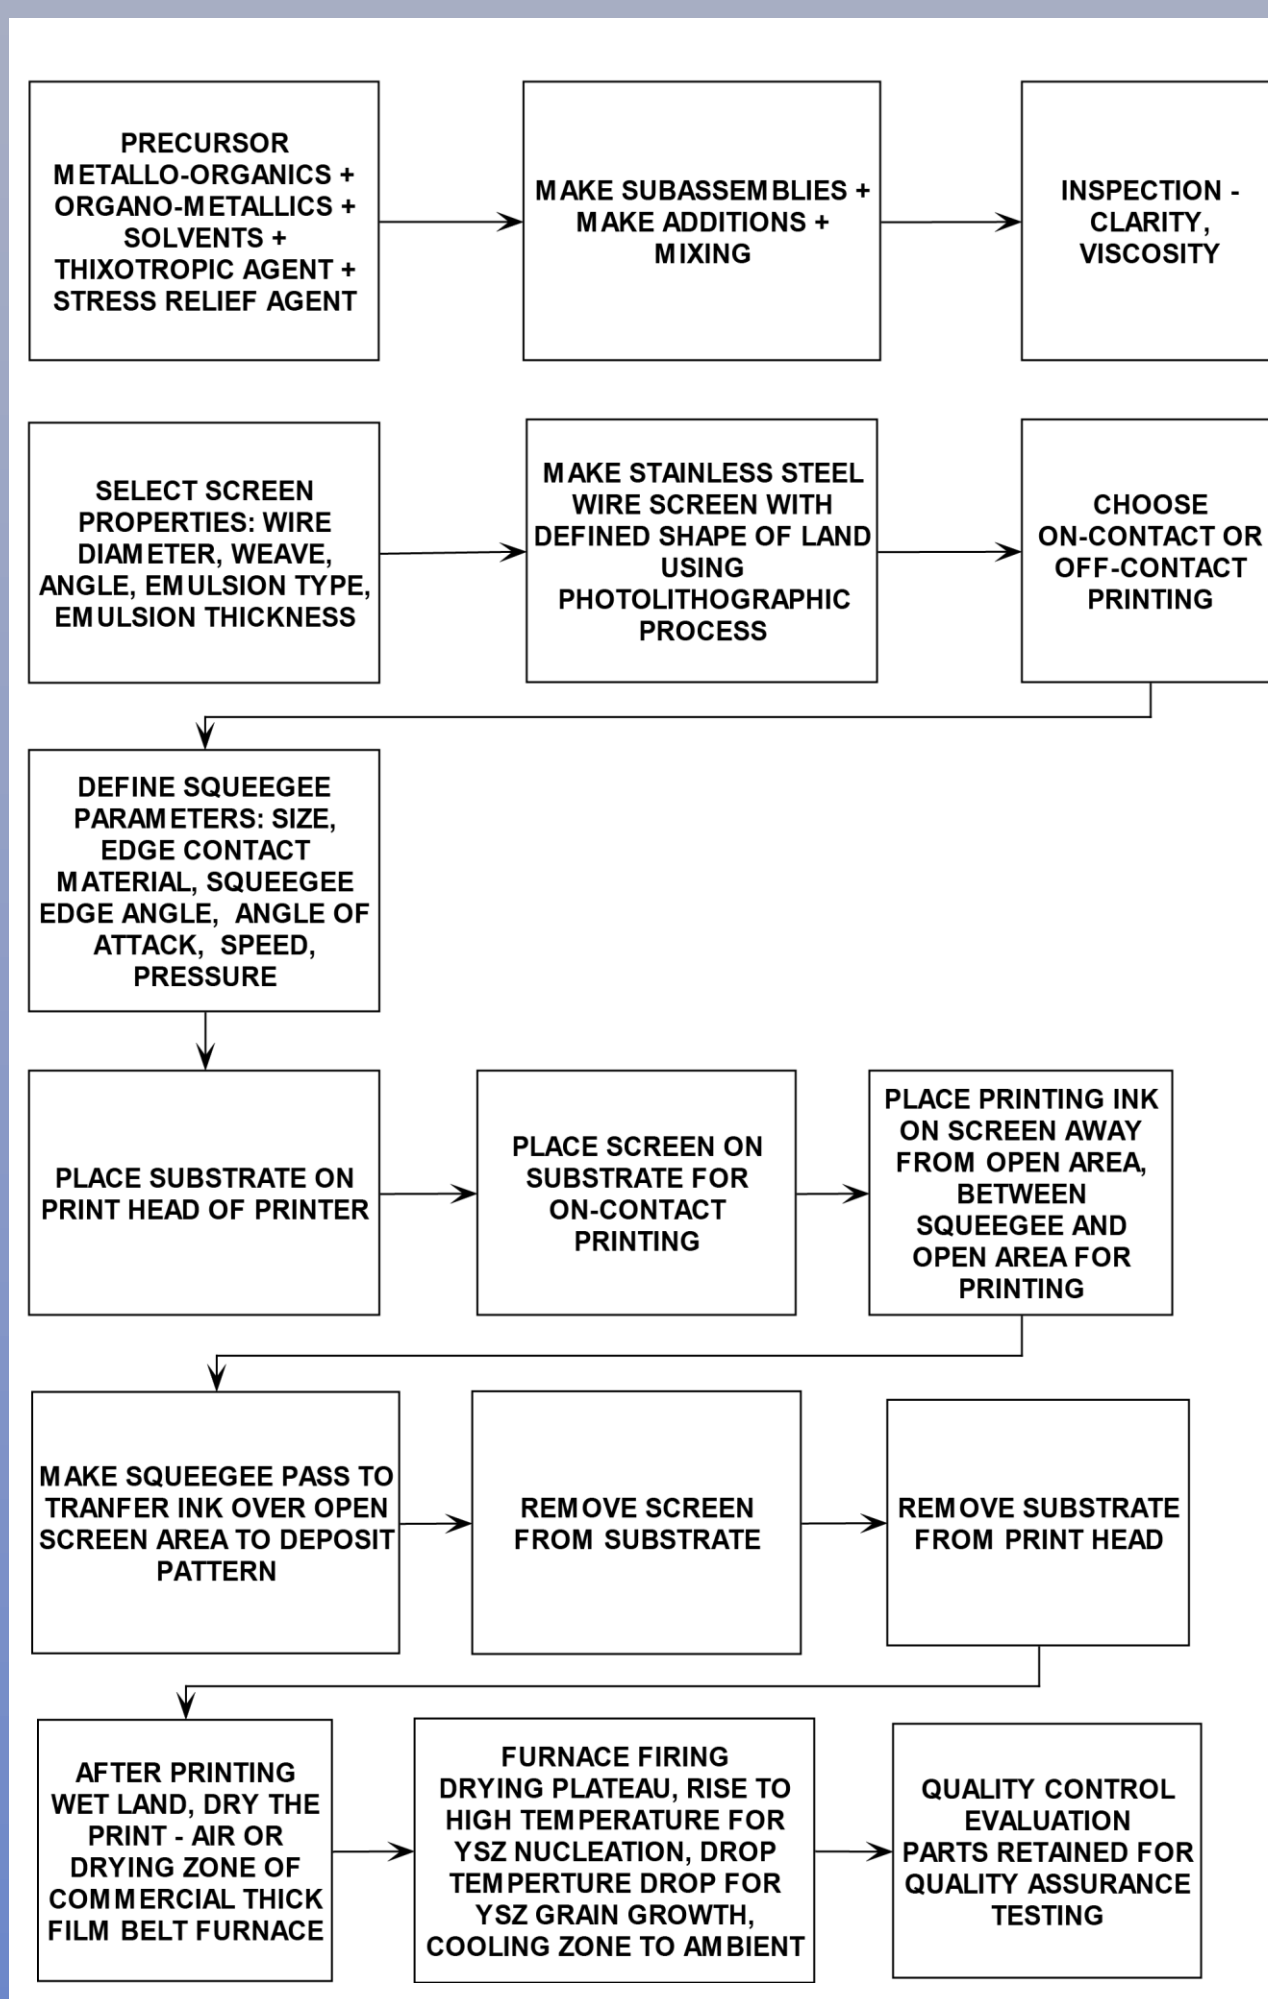 PRECURSOR
METALLO-ORGANICS +
ORGANO-METALLICS +
SOLVENTS +
THIXOTROPIC AGENT +
STRESS RELIEF AGENT
MAKE SUBASSEMBLIES +
MAKE ADDITIONS +
MIXING
INSPECTION -
CLARITY,
VISCOSITY
SELECT SCREEN
PROPERTIES: WIRE
DIAMETER, WEAVE,
ANGLE, EMULSION TYPE,
EMULSION THICKNESS
MAKE STAINLESS STEEL
WIRE SCREEN WITH
DEFINED SHAPE OF LAND
USING
PHOTOLITHOGRAPHIC
PROCESS
CHOOSE
ON-CONTACT OR
OFF-CONTACT
PRINTING
DEFINE SQUEEGEE
PARAMETERS: SIZE,
EDGE CONTACT
MATERIAL, SQUEEGEE
EDGE ANGLE, ANGLE OF
ATTACK, SPEED,
PRESSURE
PLACE SUBSTRATE ON
PRINT HEAD OF PRINTER
PLACE SCREEN ON
SUBSTRATE FOR
ON-CONTACT
PRINTING
PLACE PRINTING INK
ON SCREEN AWAY
FROM OPEN AREA,
BETWEEN
SQUEEGEE AND
OPEN AREA FOR
PRINTING
MAKE SQUEEGEE PASS TO
TRANFER INK OVER OPEN
SCREEN AREA TO DEPOSIT
PATTERN
REMOVE SCREEN
FROM SUBSTRATE
REMOVE SUBSTRATE
FROM PRINT HEAD
AFTER PRINTING
WET LAND, DRY THE
PRINT - AIR OR
DRYING ZONE OF
COMMERCIAL THICK
FILM BELT FURNACE
FURNACE FIRING
DRYING PLATEAU, RISE TO
HIGH TEMPERATURE FOR
YSZ NUCLEATION, DROP
TEMPERTURE DROP FOR
YSZ GRAIN GROWTH,
COOLING ZONE TO AMBIENT
QUALITY CONTROL
EVALUATION
PARTS RETAINED FOR
QUALITY ASSURANCE
TESTING